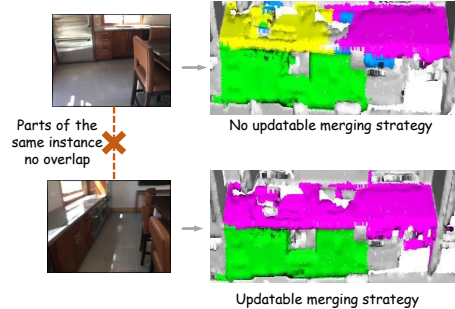 No updatable merging strategy
Parts of the
same instance
no overlap
Updatable merging strategy